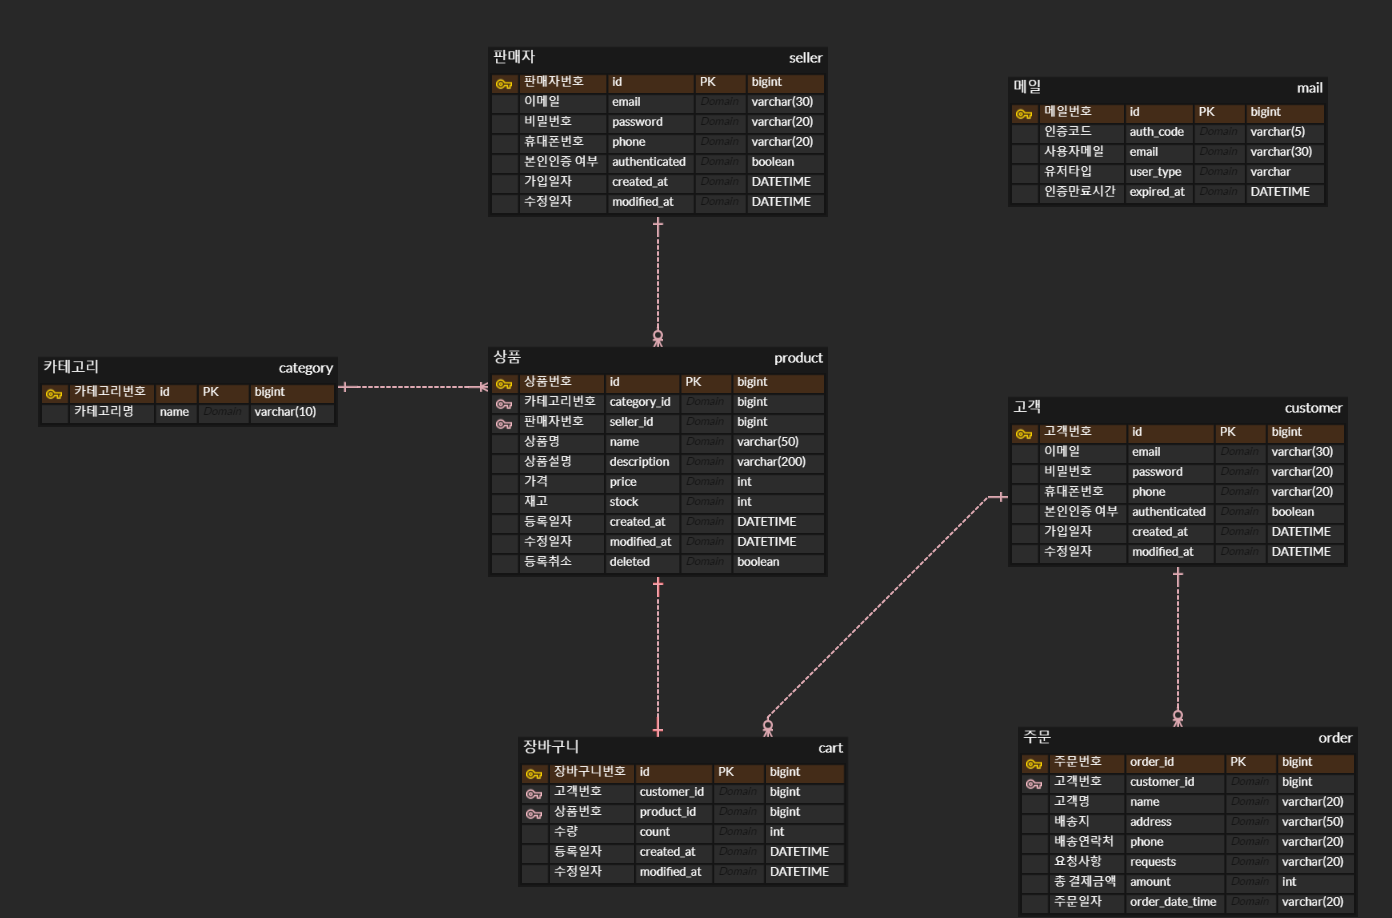 판매자 seller
판매자번호 id PK bigint
이메일 email Domain varchar(30)
비밀번호 password Domain varchar(20)
휴대폰번호 phone Domain varchar(20)
본인인증 여부 authenticated Domain boolean
가입일자 created_at Domain DATETIME
수정일자 modified_at Domain DATETIME
메일 mail
메일번호 id PK bigint
인증코드 auth_code Domain varchar(5)
사용자메일 email Domain varchar(30)
유저타입 user_type Domain varchar
인증만료시간 expired_at Domain DATETIME
카테고리 category
카테고리번호 id PK bigint
카테고리명 name Domain varchar(10)
상품 product
상품번호 id PK bigint
카테고리번호 category_id Domain bigint
판매자번호 seller_id Domain bigint
상품명 name Domain varchar(50)
상품설명 description Domain varchar(200)
가격 price Domain int
재고 stock Domain int
등록일자 created_at Domain DATETIME
수정일자 modified_at Domain DATETIME
등록취소 deleted Domain boolean
고객 customer
고객번호 id PK bigint
이메일 email Domain varchar(30)
비밀번호 password Domain varchar(20)
휴대폰번호 phone Domain varchar(20)
본인인증 여부 authenticated Domain boolean
가입일자 created_at Domain DATETIME
수정일자 modified_at Domain DATETIME
장바구니 cart
장바구니번호 id PK bigint
고객번호 customer_id Domain bigint
상품번호 product_id Domain bigint
수량 count Domain int
등록일자 created_at Domain DATETIME
수정일자 modified_at Domain DATETIME
주문 order
주문번호 order_id PK bigint
고객번호 customer_id Domain bigint
고객명 name Domain varchar(20)
배송지 address Domain varchar(50)
배송연락처 phone Domain varchar(20)
요청사항 requests Domain varchar(20)
총 결제금액 amount Domain int
주문일자 order_date_time Domain varchar(20)